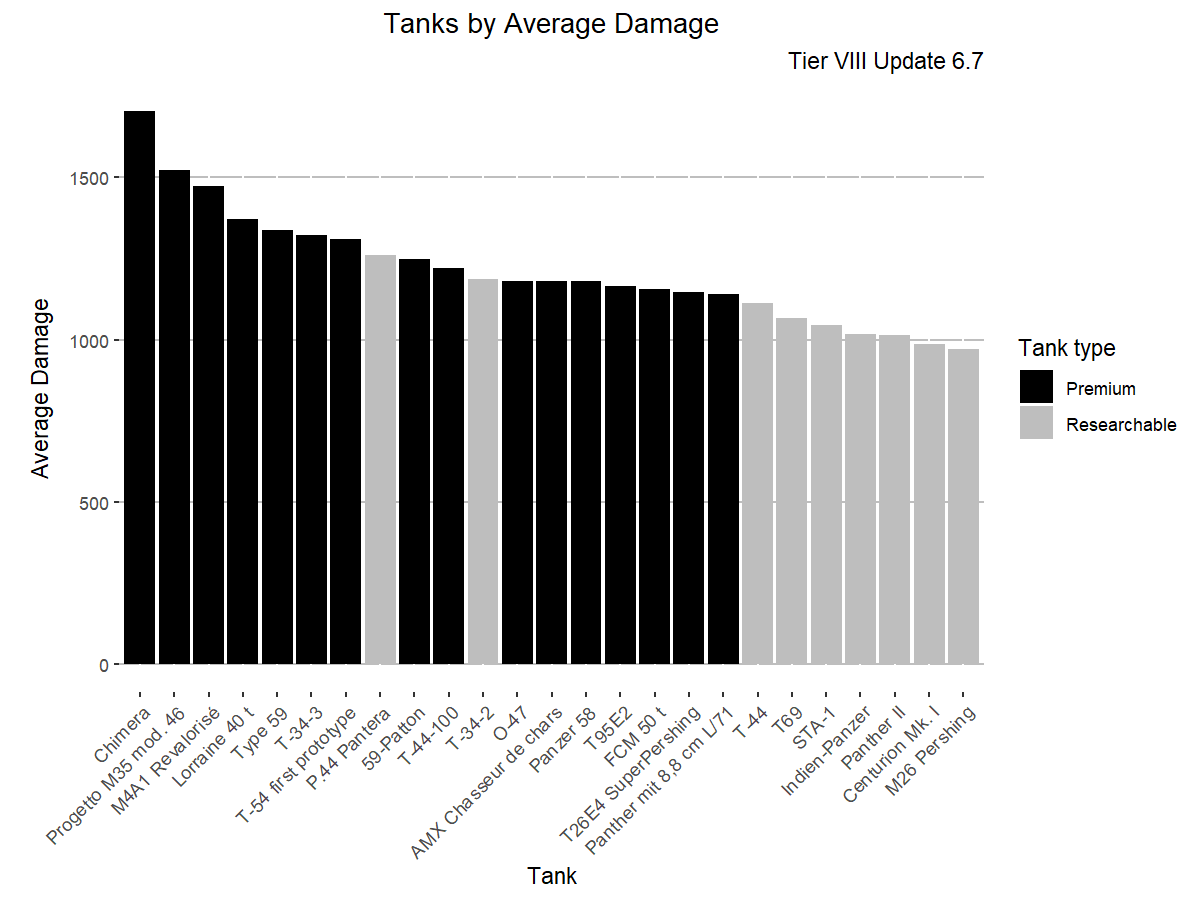 Tanks by Average Damage
Tier VIII Update 6.7
Average Damage
1500
1000
500
0
Chimera
Progetto M35 mod. 46
M4A1 Revalorisé
Lorraine 40 t
Type 59
T-34-3
T-54 first prototype
P.44 Pantera
59-Patton
T-44-100
T-34-2
O-47
AMX Chasseur de chars
Panzer 58
T95E2
FCM 50 t
T26E4 SuperPershing
Panther mit 8,8 cm L/71
T-44
T69
STA-1
Indien-Panzer
Panther II
Centurion Mk. I
M26 Pershing
Tank
Tank type
Premium
Researchable